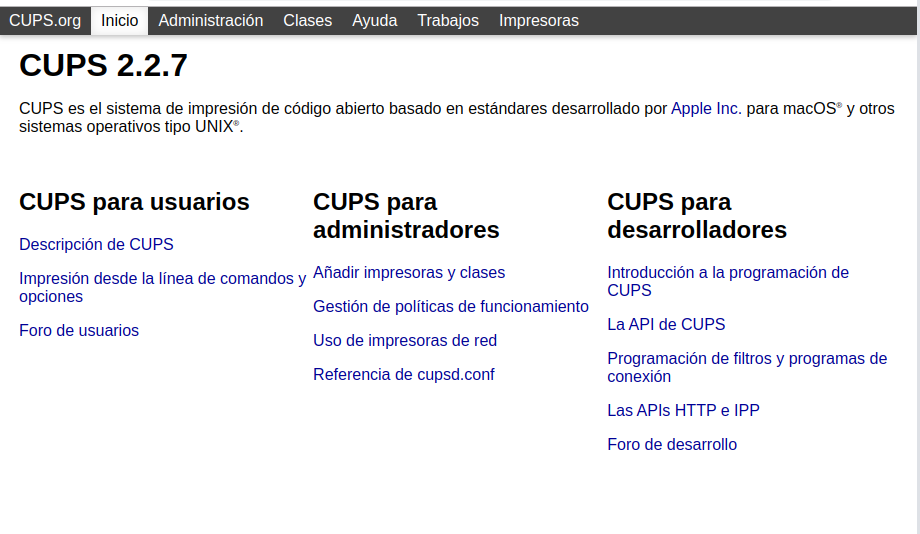 CUPS.org Inicio Administración Clases Ayuda Trabajos Impresoras
CUPS 2.2.7
CUPS es el sistema de impresión de código abierto basado en estándares desarrollado por Apple Inc. para macOS® y otros
sistemas operativos tipo UNIX®.
CUPS para usuarios
Descripción de CUPS
Impresión desde la línea de comandos y
opciones
Foro de usuarios
CUPS para
administradores
Añadir impresoras y clases
Gestión de políticas de funcionamiento
Uso de impresoras de red
Referencia de cupsd.conf
CUPS para
desarrolladores
Introducción a la programación de
CUPS
La API de CUPS
Programación de filtros y programas de
conexión
Las APIs HTTP e IPP
Foro de desarrollo